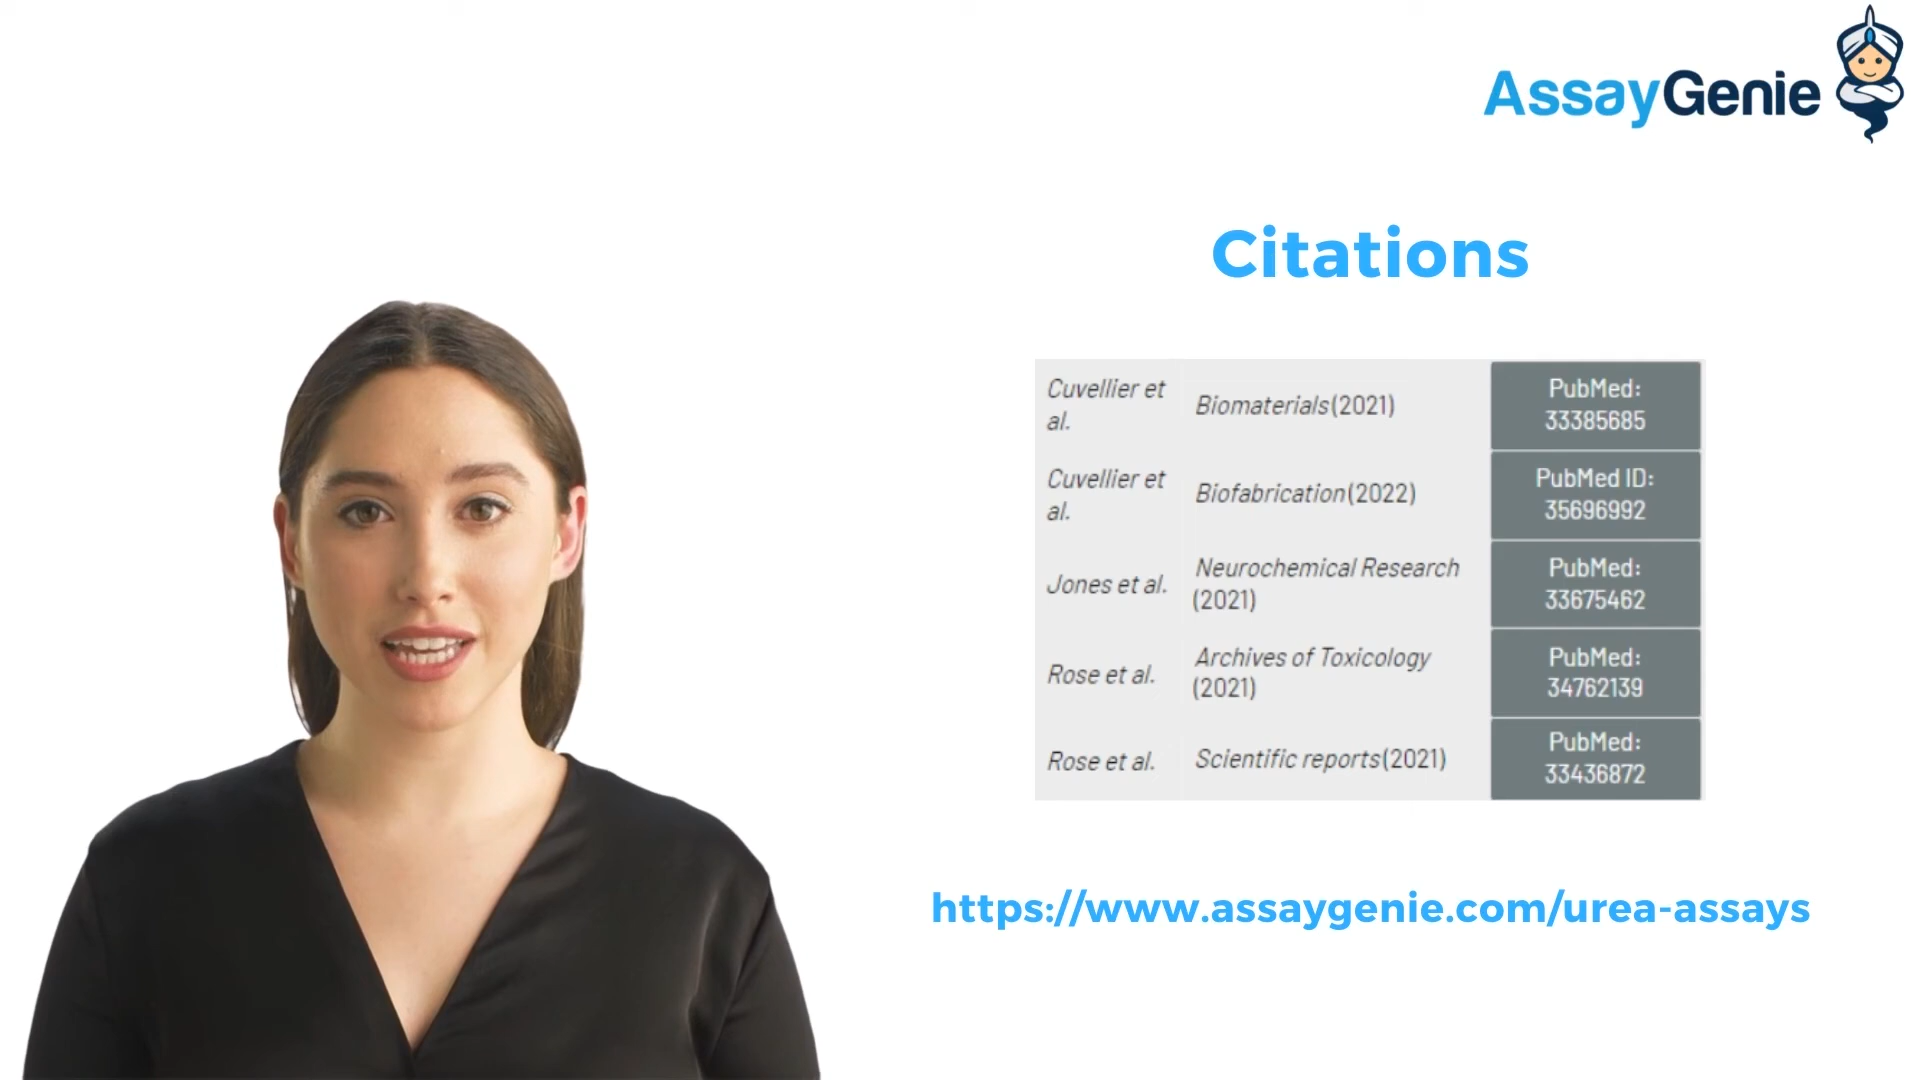 AssayGenie
Citations
Cuvellier et
al.
Biomaterials(2021)
PubMed:
33385685
Cuvellier et
al.
Biofabrication(2022)
PubMed ID:
35696992
Jones et al.
Neurochemical Research
(2021)
PubMed:
33675462
Rose et al.
Archives of Toxicology
(2021)
PubMed:
34762139
Rose et al.
Scientific reports(2021)
PubMed:
33436872
https://www.assaygenie.com/urea-assays